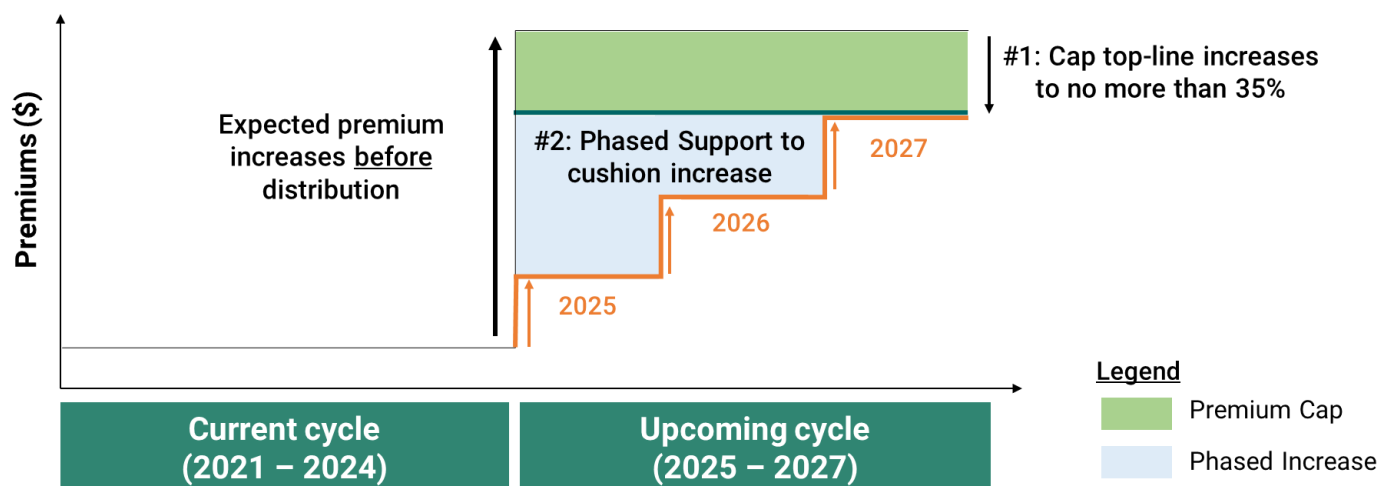 Premiums ($)
Expected premium
increases before
distribution
#1: Cap top-line increases
to no more than 35%
#2: Phased Support to
cushion increase
2027
2026
2025
Legend
Premium Cap
Phased Increase
Current cycle
(2021 – 2024)
Upcoming cycle
(2025 – 2027)